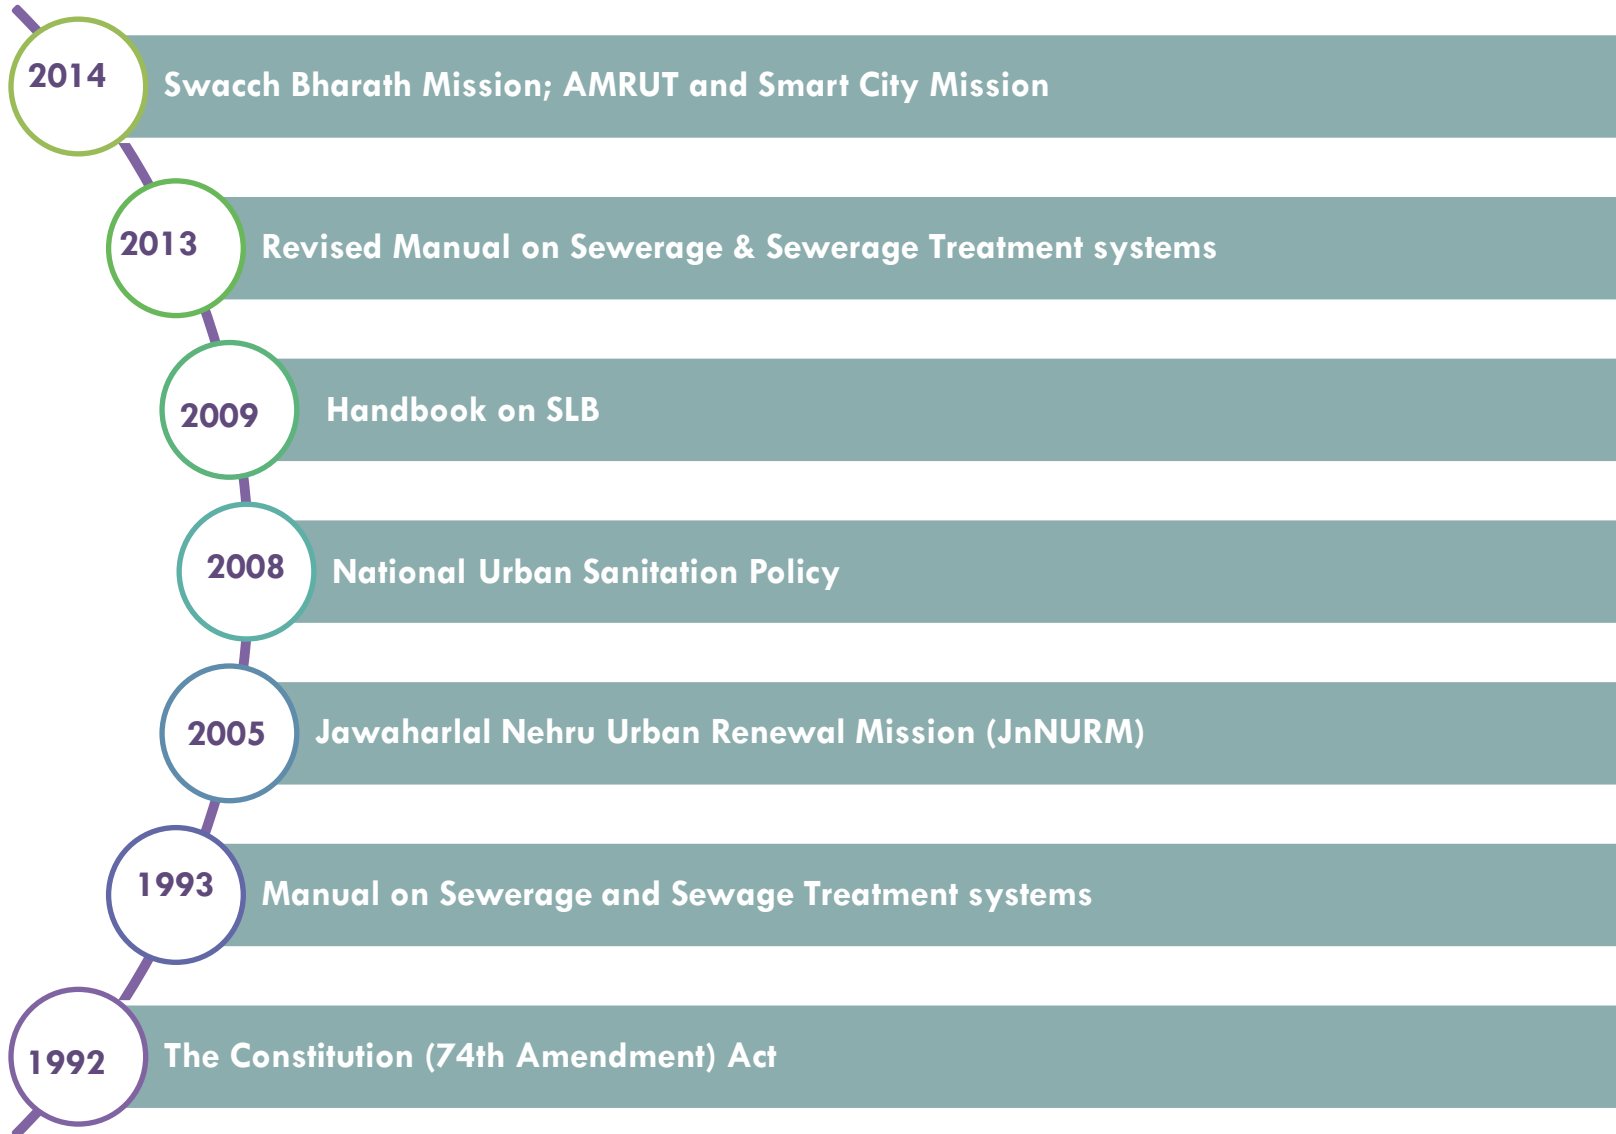 2014
Swacch Bharath Mission; AMRUT and Smart City Mission
2013
Revised Manual on Sewerage & Sewerage Treatment systems
2009
Handbook on SLB
2008
National Urban Sanitation Policy
2005
Jawaharlal Nehru Urban Renewal Mission (JnNURM)
1993
Manual on Sewerage and Sewage Treatment systems
1992
The Constitution (74th Amendment) Act